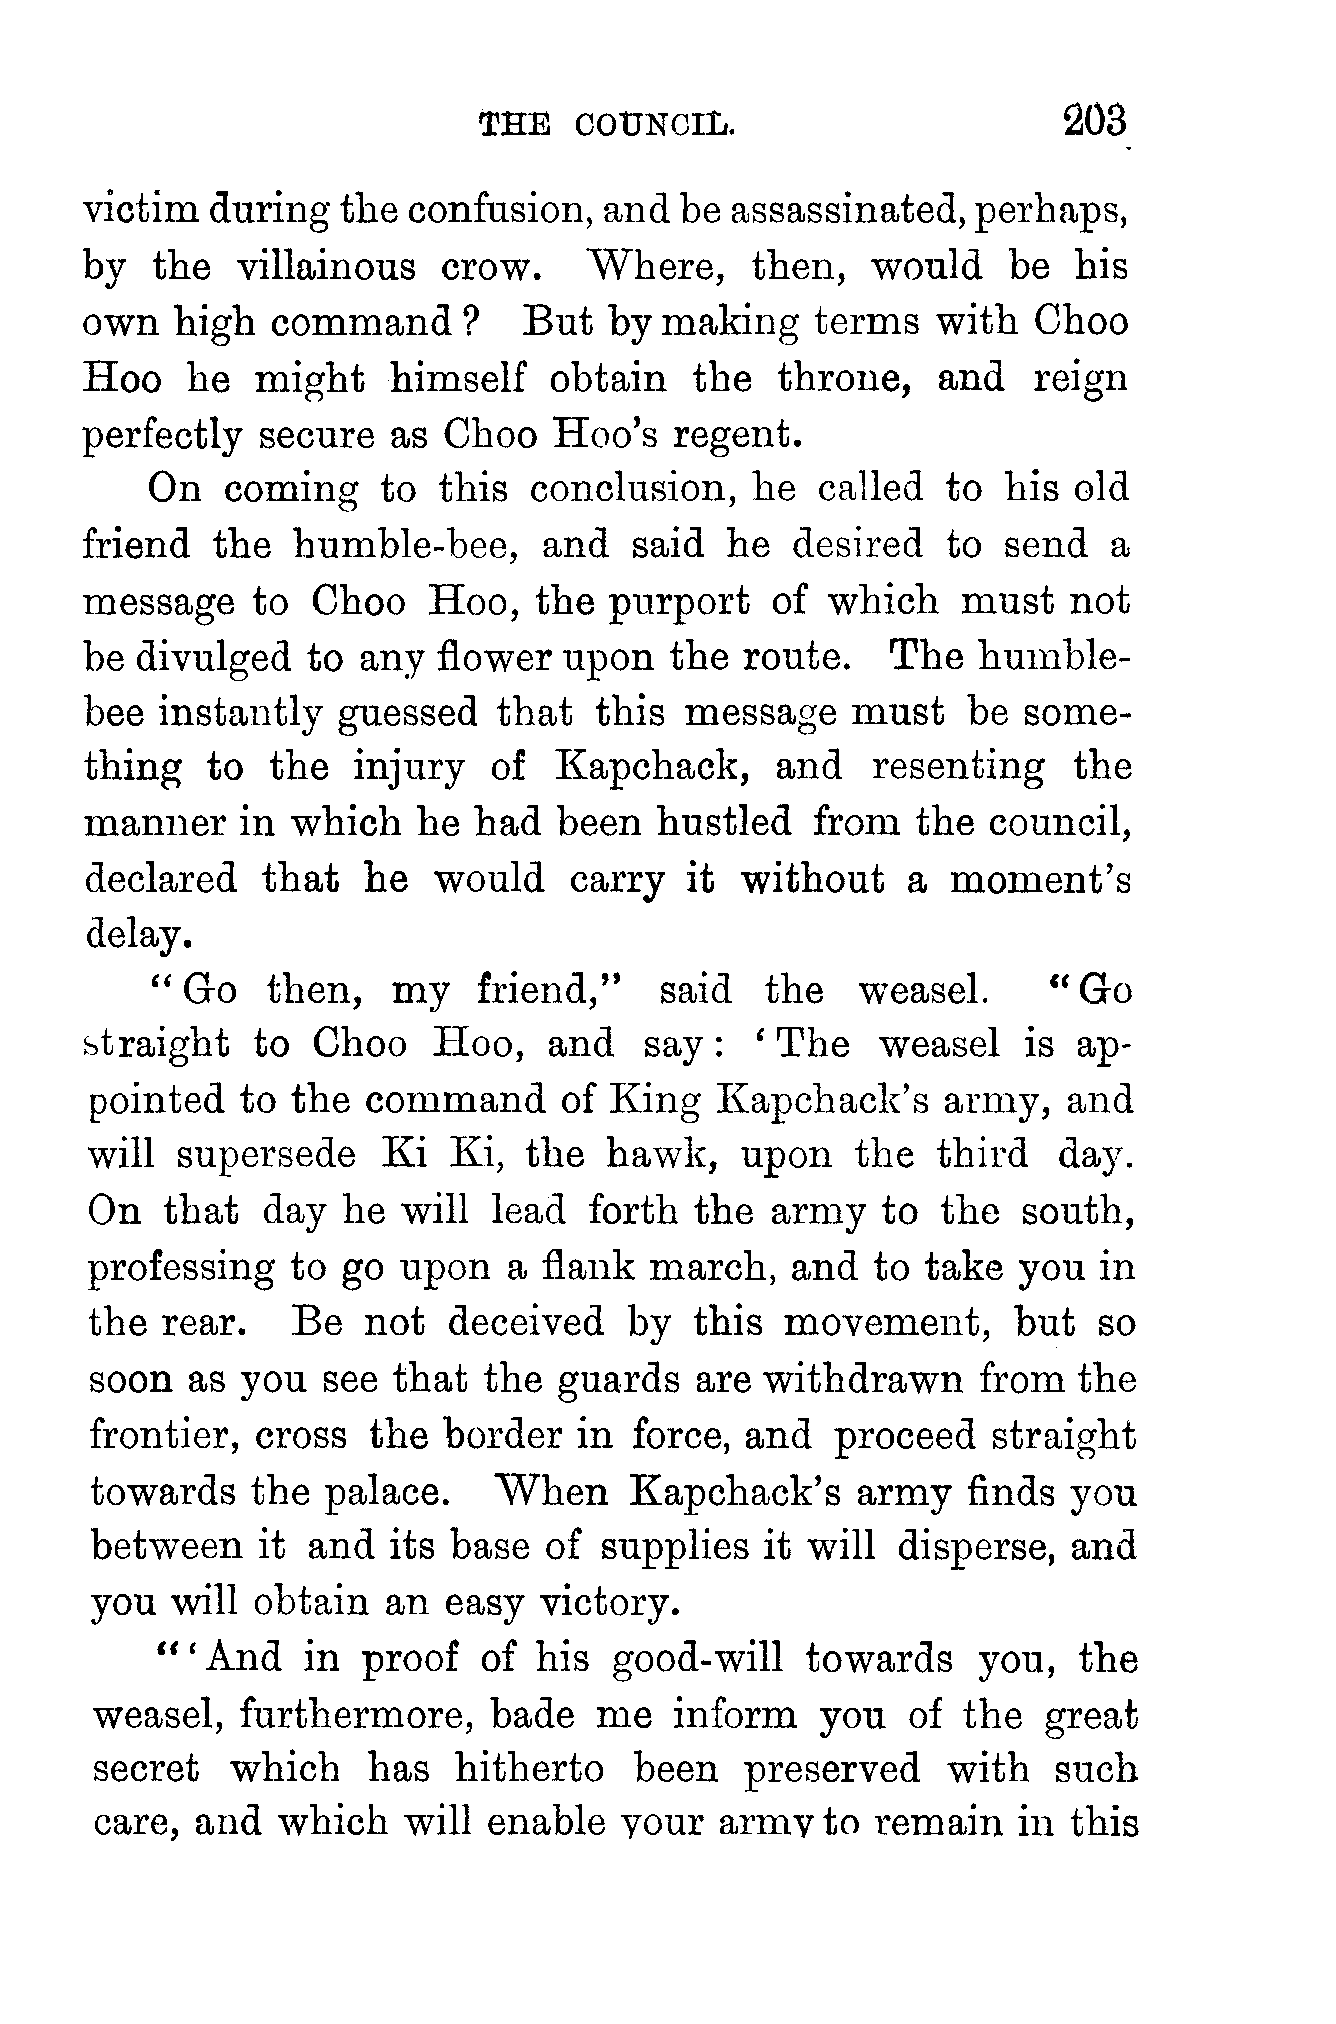 THE COUNCIL. 203
victim during the confusion, and be assassinated, perhaps,
by the villainous crow. Where, then, would be his
own high command? But by making terms with Choo
Hoo he might himself obtain the throne, and reign
perfectly secure as Choo Hoo's regent.
On coming to this conclusion, he called to his old
friend the humble-bee, and said he desired to send a
message to Choo Hoo, the purport of which must not
be divulged to any flower upon the route. The humble-
bee instantly guessed that this message must be some-
thing to the injury of Kapchack, and resenting the
manner in which he had been hustled from the council,
declared that he would carry it without a moment's
delay.
"Go then, my friend," said the weasel. "Go
straight to Choo Hoo, and say: 'The weasel is ap-
pointed to the command of King Kapchack's army, and
will supersede Ki Ki, the hawk, upon the third day.
On that day he will lead forth the army to the south,
professing to go upon a flank march, and to take you in
the rear. Be not deceived by this movement, but so
soon as you see that the guards are withdrawn from the
frontier, cross the border in force, and proceed straight
towards the palace. When Kapchack's army finds you
between it and its base of supplies it will disperse, and
you will obtain an easy victory.
"'And in proof of his good-will towards you, the
weasel, furthermore, bade me inform you of the great
secret which has hitherto been preserved with such
care, and which will enable your army to remain in this